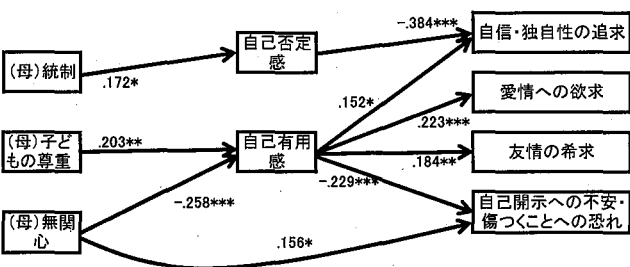 -.384***
自己否定
感
自信・独自性の追求
(母)統制
.172*
.152*
愛情への欲求
.223***
(母)子ど
もの尊重
.203**
自己有用
感
.184**
友情の希求
-.229***
-.258***
(母)無関
心
自己開示への不安・
傷つくことへの恐れ
.156*